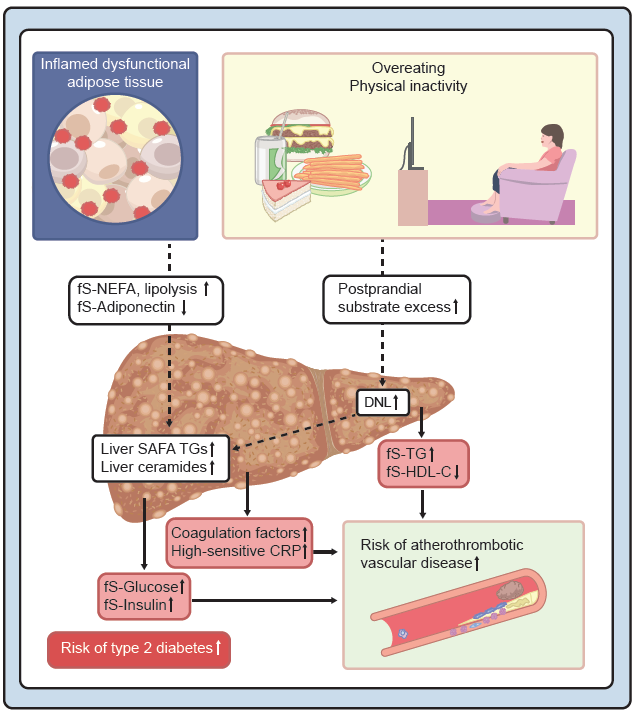 Inflamed dysfunctional
adipose tissue
Overeating
Physical inactivity
fS-NEFA, lipolysis ↑
fS-Adiponectin ↓
Postprandial
substrate excess↑
DNL↑
Liver SAFA TGs↑
Liver ceramides↑
fS-TG↑
fS-HDL-C↓
Coagulation factors↑
High-sensitive CRP↑
Risk of atherothrombotic
vascular disease↑
fS-Glucose↑
fS-Insulin↑
Risk of type 2 diabetes↑